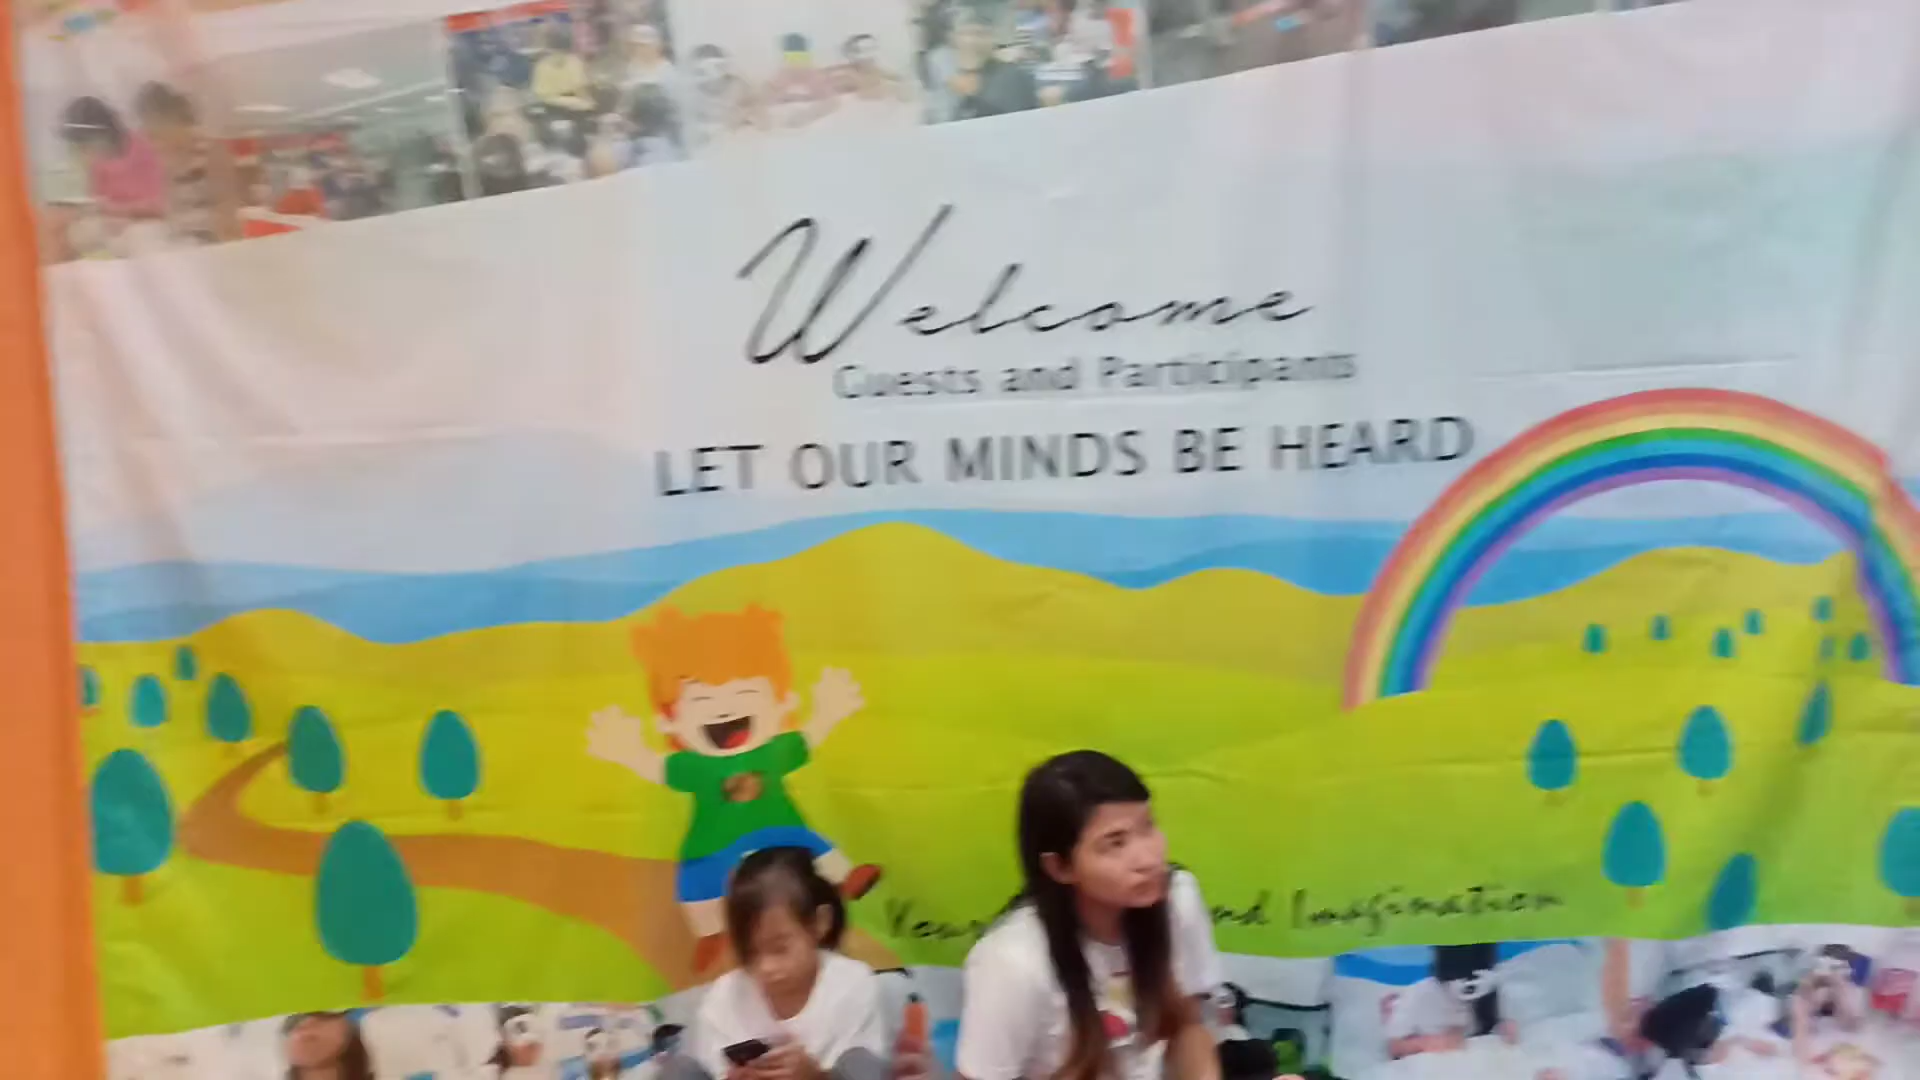 Welcome
Guests and Participants
LET OUR MINDS BE HEARD
Imagination